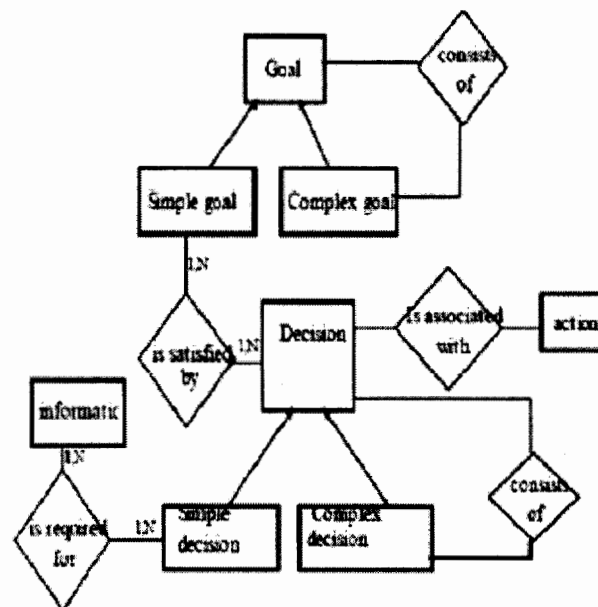 Goal
consists
of
Simple goal
Complex goal
1,N
Decision
Is associated
with
action
1,N
is satisfied
by
informatic
1,N
consists
of
is required
for
1,N
Simple
decision
Complex
decision